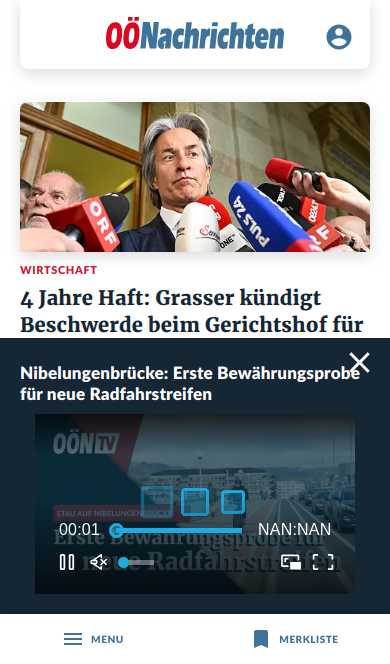 OÖNachrichten
ORF
PULS 24
ORF
WIRTSCHAFT
4 Jahre Haft: Grasser kündigt
Beschwerde beim Gerichtshof für
Nibelungenbrücke: Erste Bewährungsprobe
für neue Radfahrstreifen
OÖN TV
STAU AUF NIBELUNGENBRÜCKE
00:01
NAN:NAN
Erste Bewährungsprobe für
neue Radfahrstreifen
MENU
MERKLISTE